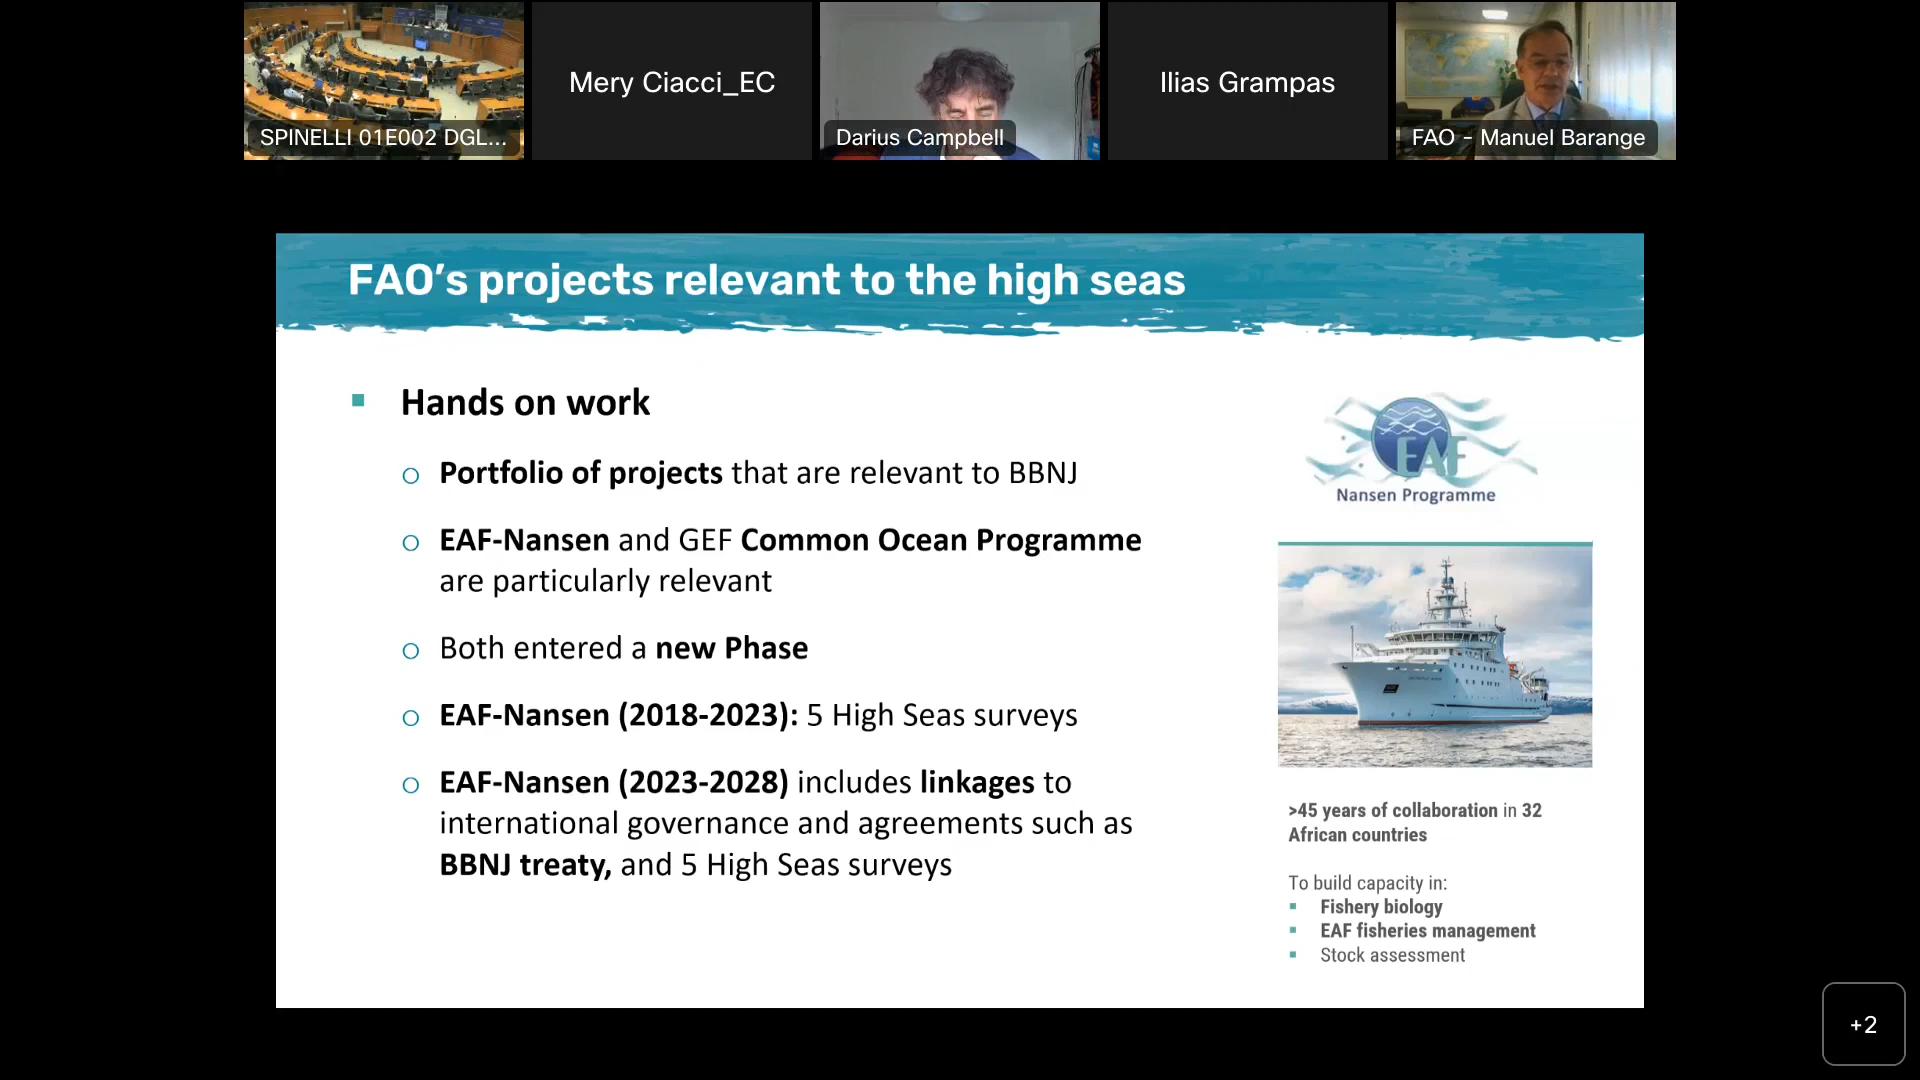 SPINELLI 01E002 DGL...
Mery Ciacci_EC
Darius Campbell
Ilias Grampas
FAO - Manuel Barange
FAO's projects relevant to the high seas
Hands on work
Portfolio of projects that are relevant to BBNJ
EAF-Nansen and GEF Common Ocean Programme
are particularly relevant
Both entered a new Phase
EAF-Nansen (2018-2023): 5 High Seas surveys
EAF-Nansen (2023-2028) includes linkages to
international governance and agreements such as
BBNJ treaty, and 5 High Seas surveys
EAF
Nansen Programme
>45 years of collaboration in 32
African countries
To build capacity in:
Fishery biology
EAF fisheries management
Stock assessment
+2